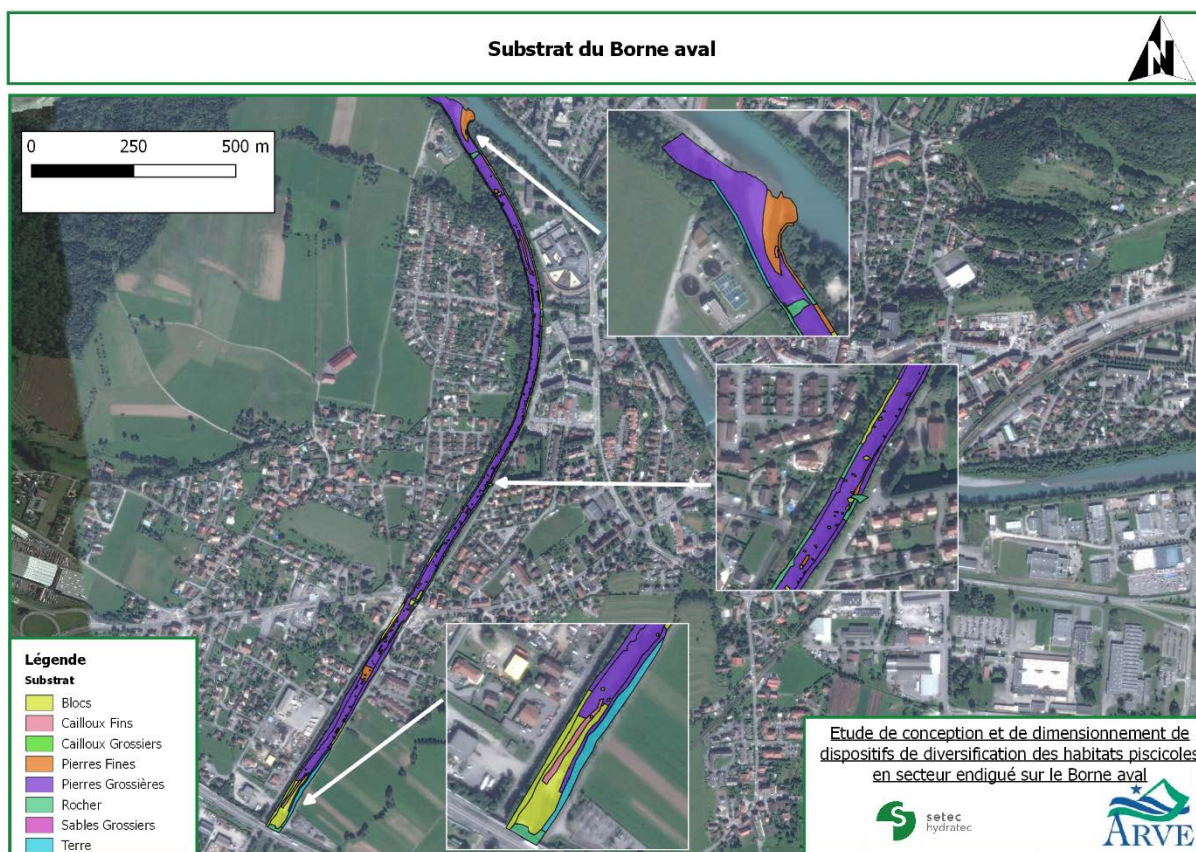 Substrat du Borne aval
N
0 250 500 m
Légende
Substrat
Blocs
Cailloux Fins
Cailloux Grossiers
Pierres Fines
Pierres Grossières
Rocher
Sables Grossiers
Terre
Etude de conception et de dimensionnement de
dispositifs de diversification des habitats piscicoles
en secteur endigué sur le Borne aval
setec
hydratec
ARVE